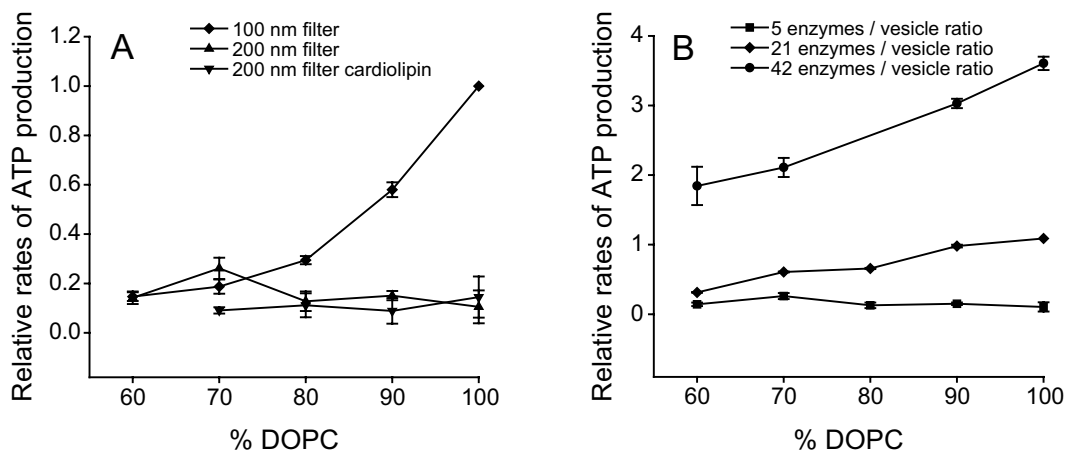 A
100 nm filter
200 nm filter
200 nm filter cardiolipin
Relative rates of ATP production
1.2
1.0
0.8
0.6
0.4
0.2
0.0
60 70 80 90 100
% DOPC
B
5 enzymes / vesicle ratio
21 enzymes / vesicle ratio
42 enzymes / vesicle ratio
Relative rates of ATP production
4
3
2
1
0
60 70 80 90 100
% DOPC